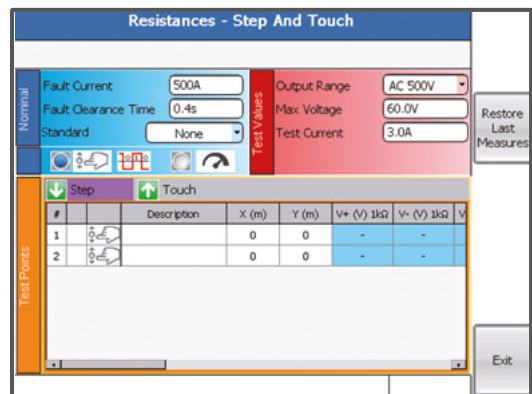 Resistances - Step And Touch
Nominal
Fault Current 500A
Fault Clearance Time 0.4s
Standard None
Test Values
Output Range AC 500V
Max Voltage 60.0V
Test Current 3.0A
Restore
Last
Measures
Test Points
Step Touch
# Description X (m) Y (m) V+ (V) 1kΩ V- (V) 1kΩ V
1 0 0 - -
2 0 0 - -
Exit